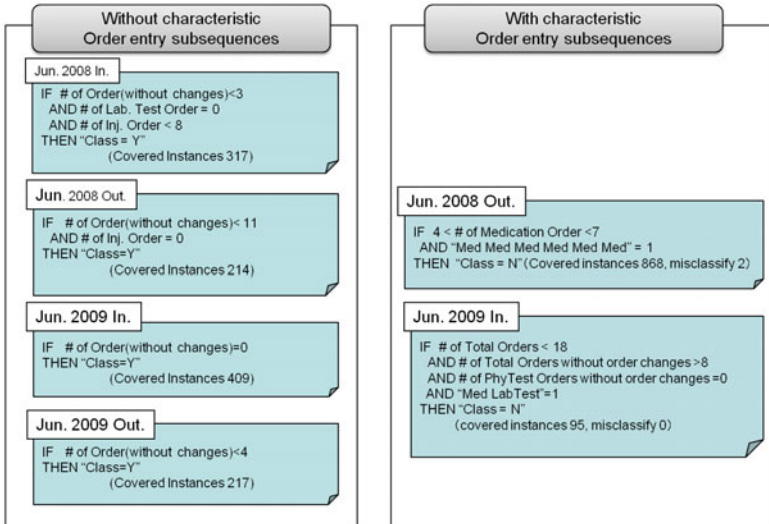 Without characteristic
Order entry subsequences
Jun. 2008 In.
IF # of Order(without changes)<3
AND # of Lab. Test Order = 0
AND # of Inj. Order < 8
THEN “Class = Y”
(Covered Instances 317)
Jun. 2008 Out.
IF # of Order(without changes)< 11
AND # of Inj. Order = 0
THEN “Class=Y”
(Covered Instances 214)
Jun. 2009 In.
IF # of Order(without changes)=0
THEN “Class=Y”
(Covered Instances 409)
Jun. 2009 Out.
IF # of Order(without changes)<4
THEN “Class=Y”
(Covered Instances 217)
With characteristic
Order entry subsequences
Jun. 2008 Out.
IF 4 < # of Medication Order <7
AND “Med Med Med Med Med Med” = 1
THEN “Class = N”(Covered instances 868, misclassify 2)
Jun. 2009 In.
IF # of Total Orders < 18
AND # of Total Orders without order changes >8
AND # of PhyTest Orders without order changes =0
AND “Med LabTest”=1
THEN “Class = N”
(covered instances 95, misclassify 0)